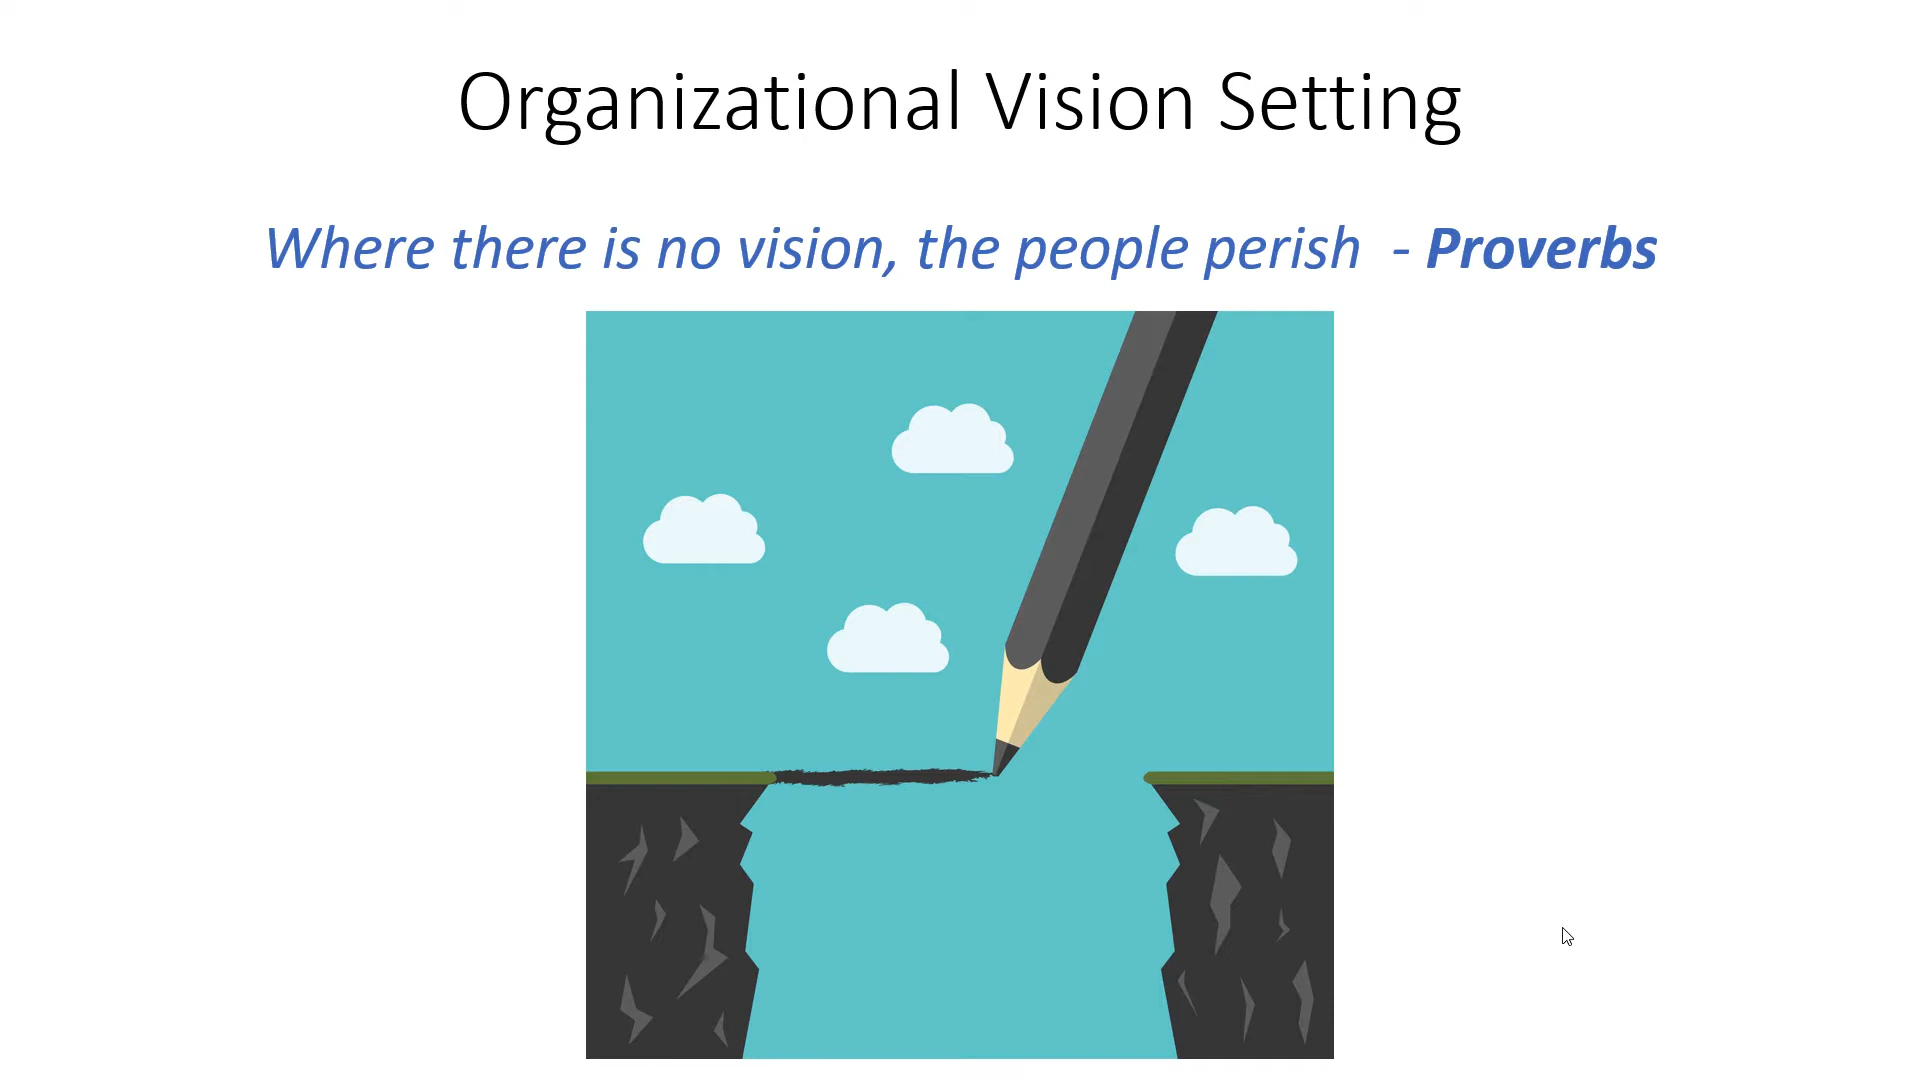 Organizational Vision Setting
Where there is no vision, the people perish - Proverbs